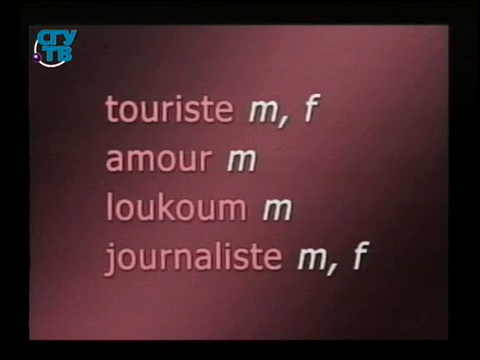 СГУ
ТВ
touriste m, f
amour m
loukoum m
journaliste m, f